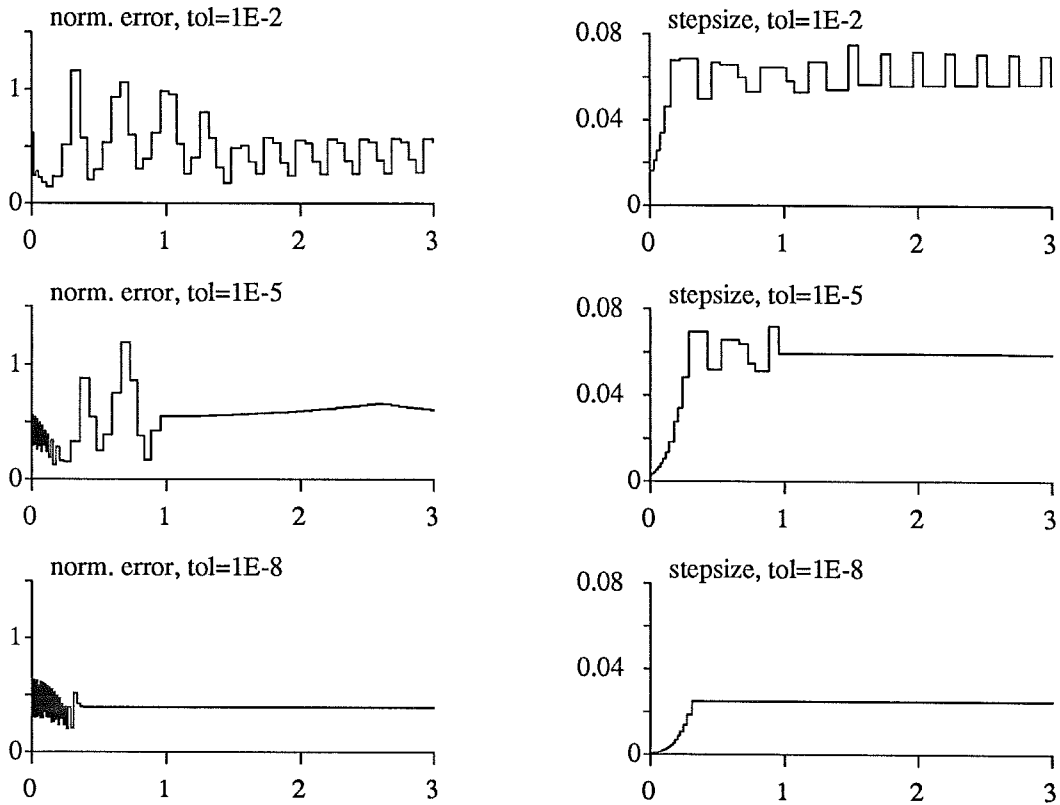 norm. error, tol=1E-2
1
0
0 1 2 3
stepsize, tol=1E-2
0.08
0.04
0
0 1 2 3
norm. error, tol=1E-5
1
0
0 1 2 3
stepsize, tol=1E-5
0.08
0.04
0
0 1 2 3
norm. error, tol=1E-8
1
0
0 1 2 3
stepsize, tol=1E-8
0.08
0.04
0
0 1 2 3